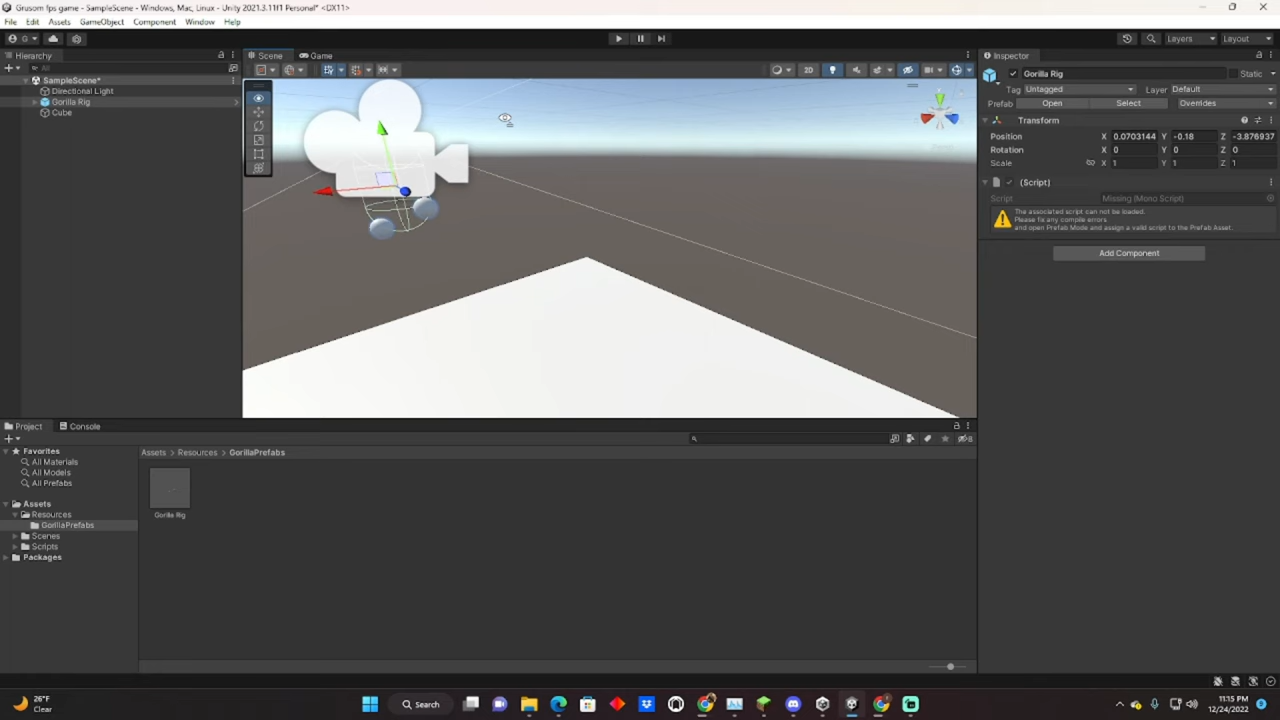 Grusom fps game - SampleScene - Windows, Mac, Linux - Unity 2021.3.11f1 Personal* <DX11>
File Edit Assets GameObject Component Window Help
G Layers Layout
Hierarchy
All
SampleScene*
Directional Light
Gorilla Rig
Cube
Scene Game
2D
Inspector
Gorilla Rig Static
Tag Untagged Layer Default
Prefab Open Select Overrides
Transform
Position X 0.0703144 Y -0.18 Z -3.876937
Rotation X 0 Y 0 Z 0
Scale X 1 Y 1 Z 1
(Script)
Script Missing (Mono Script)
The associated script can not be loaded.
Please fix any compile errors
and open Prefab Mode and assign a valid script to the Prefab Asset.
Add Component
Project Console
8
Favorites
All Materials
All Models
All Prefabs
Assets
Resources
GorillaPrefabs
Scenes
Scripts
Packages
Assets > Resources > GorillaPrefabs
Gorilla Rig
26°F
Clear
Search
11:15 PM
12/24/2022